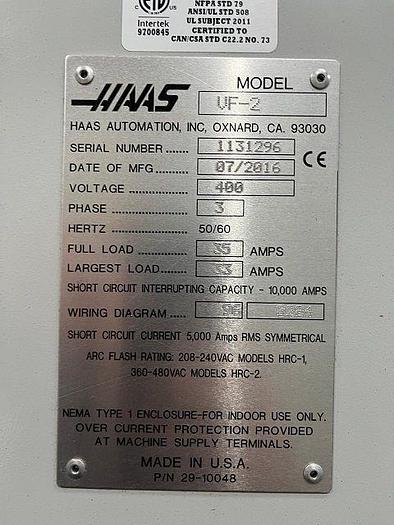 C US
Intertek
9700845
NFPA STD 79
ANSI/UL STD 508
UL SUBJECT 2011
CERTIFIED TO
CAN/CSA STD C22.2 NO. 73
HAAS
MODEL
VF-2
HAAS AUTOMATION, INC, OXNARD, CA. 93030
SERIAL NUMBER ...... 1131296
CE
DATE OF MFG ........... 07/2016
VOLTAGE ................... 400
PHASE ........................ 3
HERTZ ........................ 50/60
FULL LOAD ................ 35 AMPS
LARGEST LOAD ......... 33 AMPS
SHORT CIRCUIT INTERRUPTING CAPACITY - 10,000 AMPS
WIRING DIAGRAM .....
SHORT CIRCUIT CURRENT 5,000 Amps RMS SYMMETRICAL
ARC FLASH RATING: 208-240VAC MODELS HRC-1,
360-480VAC MODELS HRC-2.
NEMA TYPE 1 ENCLOSURE-FOR INDOOR USE ONLY.
OVER CURRENT PROTECTION PROVIDED
AT MACHINE SUPPLY TERMINALS.
MADE IN U.S.A.
P/N 29-10048